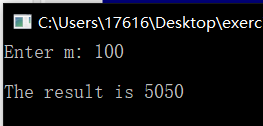 C:\Users\17616\Desktop\exerc
Enter m: 100
The result is 5050